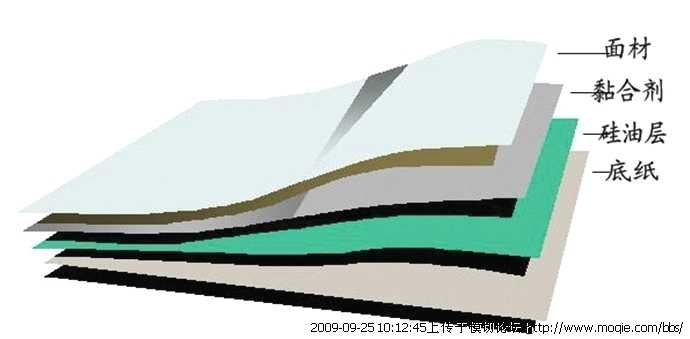 面材
黏合剂
硅油层
底纸
2009-09-25 10:12:45上传于模切论坛 http://www.moqie.com/bbs/